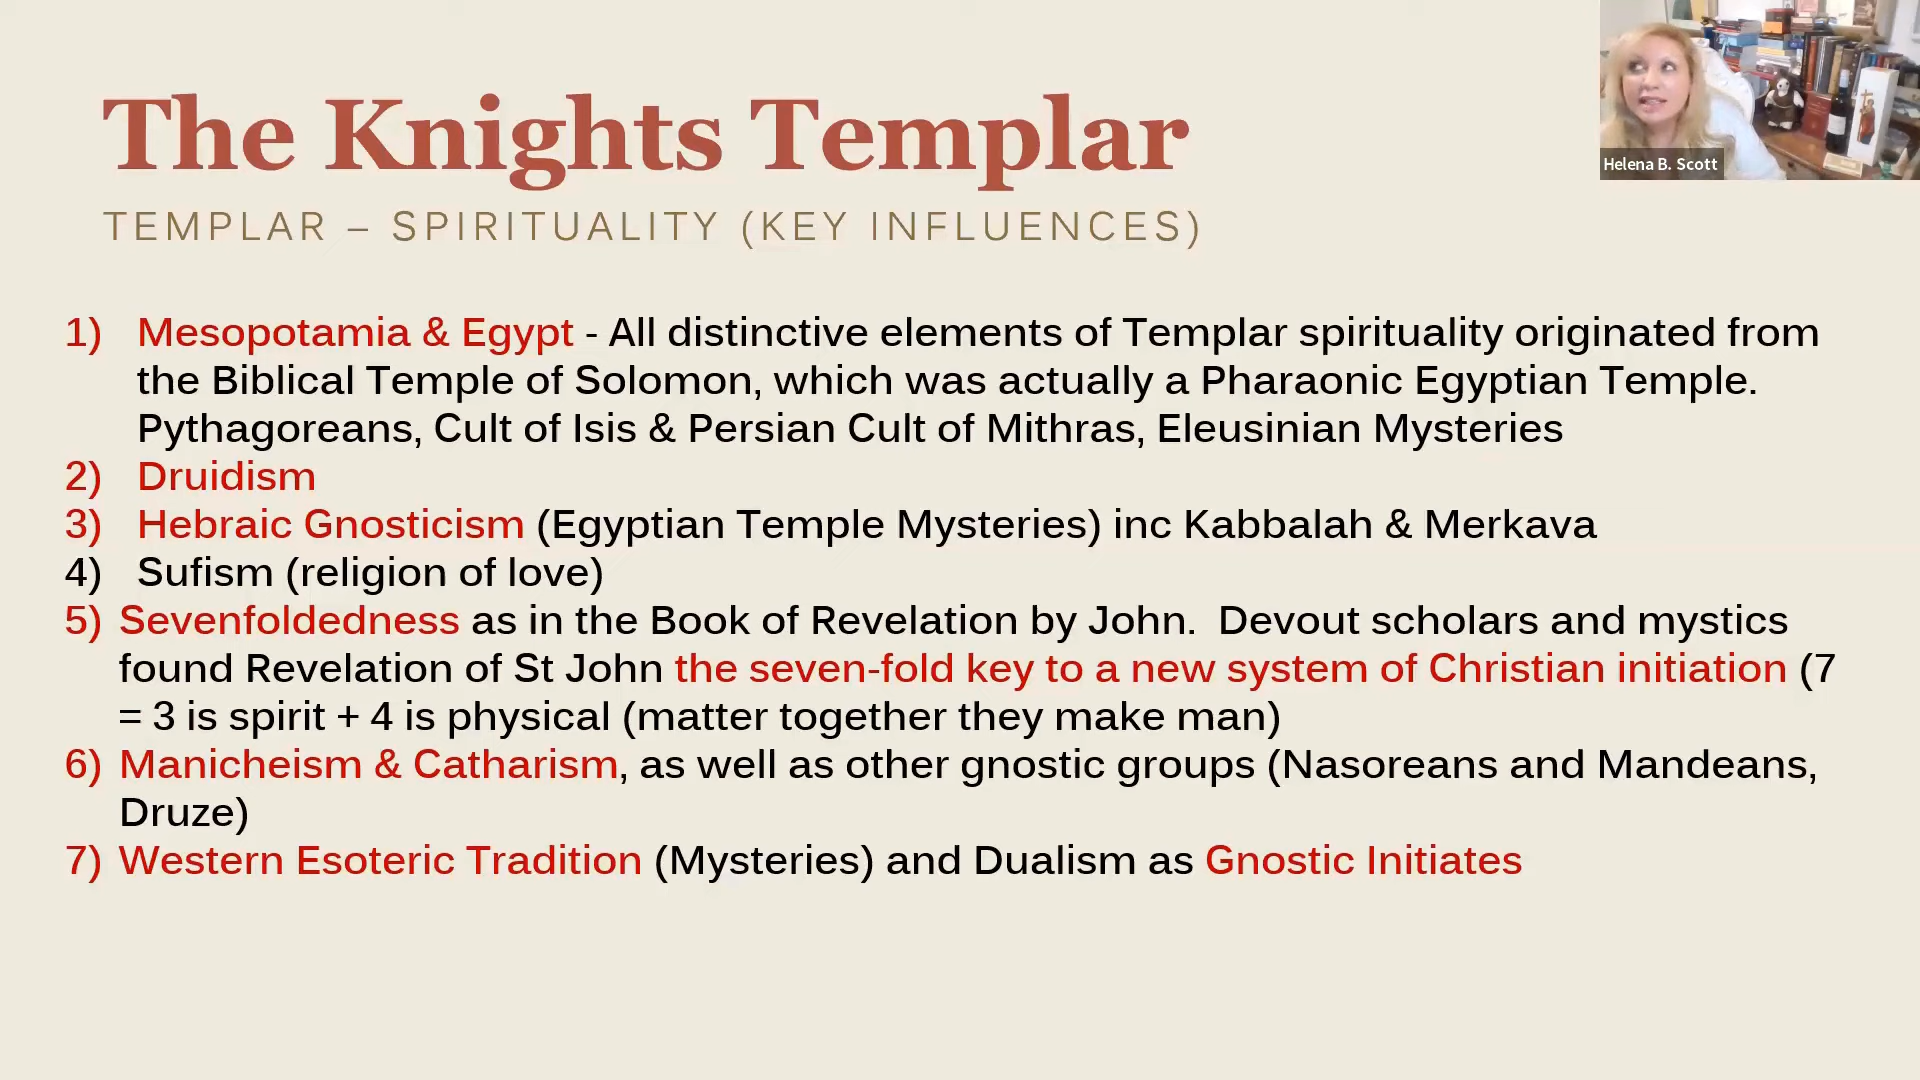 The Knights Templar
Helena B. Scott
TEMPLAR – SPIRITUALITY (KEY INFLUENCES)
1) Mesopotamia & Egypt - All distinctive elements of Templar spirituality originated from
the Biblical Temple of Solomon, which was actually a Pharaonic Egyptian Temple.
Pythagoreans, Cult of Isis & Persian Cult of Mithras, Eleusinian Mysteries
2) Druidism
3) Hebraic Gnosticism (Egyptian Temple Mysteries) inc Kabbalah & Merkava
4) Sufism (religion of love)
5) Sevenfoldedness as in the Book of Revelation by John.  Devout scholars and mystics
found Revelation of St John the seven-fold key to a new system of Christian initiation (7
= 3 is spirit + 4 is physical (matter together they make man)
6) Manicheism & Catharism, as well as other gnostic groups (Nasoreans and Mandeans,
Druze)
7) Western Esoteric Tradition (Mysteries) and Dualism as Gnostic Initiates